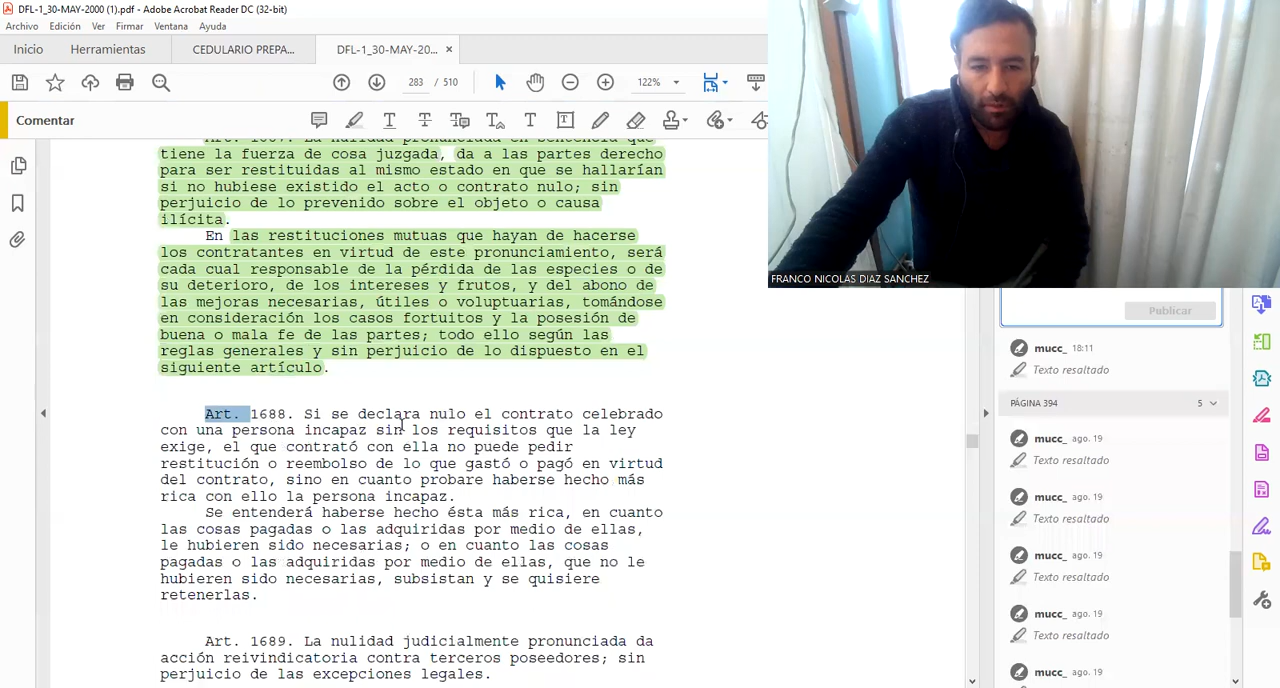 DFL-1_30-MAY-2000 (1).pdf - Adobe Acrobat Reader DC (32-bit)
Archivo Edición Ver Firmar Ventana Ayuda
Inicio Herramientas CEDULARIO PREPA... DFL-1_30-MAY-20... ×
283 / 510 122%
Comentar
Art. 1687. La nulidad pronunciada en sentencia que
tiene la fuerza de cosa juzgada, da a las partes derecho
para ser restituidas al mismo estado en que se hallarían
si no hubiese existido el acto o contrato nulo; sin
perjuicio de lo prevenido sobre el objeto o causa
ilícita.
En las restituciones mutuas que hayan de hacerse
los contratantes en virtud de este pronunciamiento, será
cada cual responsable de la pérdida de las especies o de
su deterioro, de los intereses y frutos, y del abono de
las mejoras necesarias, útiles o voluptuarias, tomándose
en consideración los casos fortuitos y la posesión de
buena o mala fe de las partes; todo ello según las
reglas generales y sin perjuicio de lo dispuesto en el
siguiente artículo.
Art. 1688. Si se declara nulo el contrato celebrado
con una persona incapaz sin los requisitos que la ley
exige, el que contrató con ella no puede pedir
restitución o reembolso de lo que gastó o pagó en virtud
del contrato, sino en cuanto probare haberse hecho más
rica con ello la persona incapaz.
Se entenderá haberse hecho ésta más rica, en cuanto
las cosas pagadas o las adquiridas por medio de ellas,
le hubieren sido necesarias; o en cuanto las cosas
pagadas o las adquiridas por medio de ellas, que no le
hubieren sido necesarias, subsistan y se quisiere
retenerlas.
Art. 1689. La nulidad judicialmente pronunciada da
acción reivindicatoria contra terceros poseedores; sin
perjuicio de las excepciones legales.
FRANCO NICOLAS DIAZ SANCHEZ
Publicar
mucc_ 18:11
Texto resaltado
PÁGINA 394 5
mucc_ ago. 19
Texto resaltado
mucc_ ago. 19
Texto resaltado
mucc_ ago. 19
Texto resaltado
mucc_ ago. 19
Texto resaltado
mucc_ ago. 19